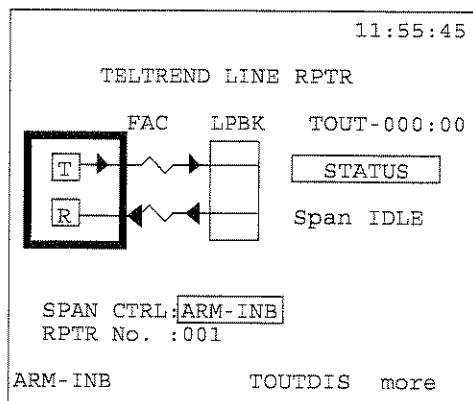 11:55:45
TELTREND LINE RPTR
FAC LPBK TOUT-000:00
T STATUS
R Span IDLE
SPAN CTRL:ARM-INB
RPTR No. :001
ARM-INB TOUTDIS more